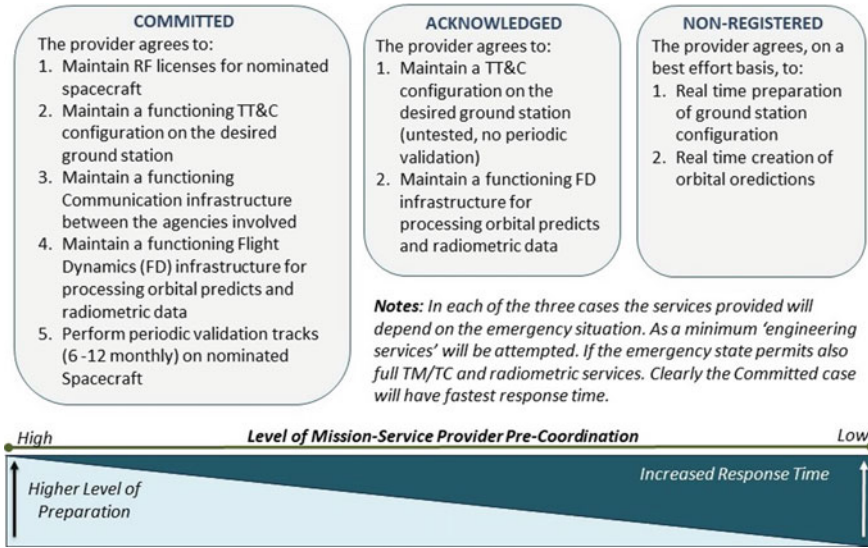 COMMITTED
The provider agrees to:
1. Maintain RF licenses for nominated
spacecraft
2. Maintain a functioning TT&C
configuration on the desired
ground station
3. Maintain a functioning
Communication infrastructure
between the agencies involved
4. Maintain a functioning Flight
Dynamics (FD) infrastructure for
processing orbital predicts and
radiometric data
5. Perform periodic validation tracks
(6 -12 monthly) on nominated
Spacecraft
ACKNOWLEDGED
The provider agrees to:
1. Maintain a TT&C
configuration on the
desired ground station
(untested, no periodic
validation)
2. Maintain a functioning FD
infrastructure for
processing orbital predicts
and radiometric data
NON-REGISTERED
The provider agrees, on a
best effort basis, to:
1. Real time preparation
of ground station
configuration
2. Real time creation of
orbital oredictions
Notes: In each of the three cases the services provided will
depend on the emergency situation. As a minimum ‘engineering
services’ will be attempted. If the emergency state permits also
full TM/TC and radiometric services. Clearly the Committed case
will have fastest response time.
High
Level of Mission-Service Provider Pre-Coordination
Low
Higher Level of
Preparation
Increased Response Time